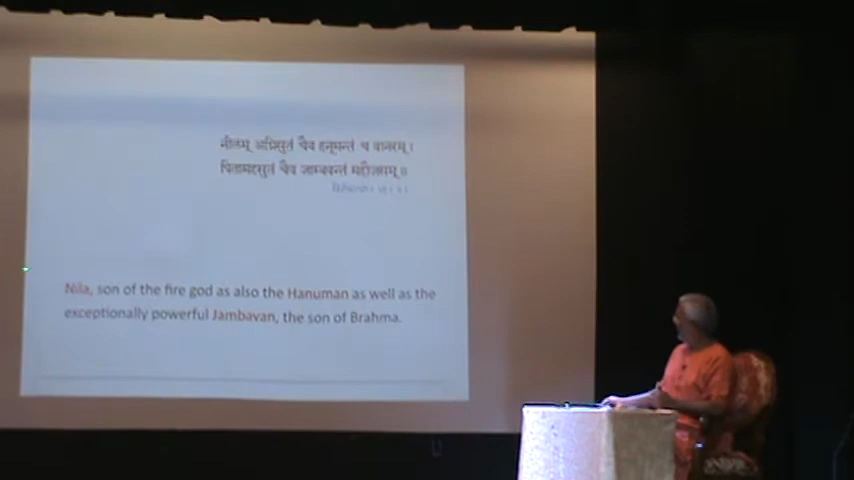 नीलम् अग्निसुतं चैव हनूमन्तं च वानरम्।
पितामहसुतं चैव जाम्बवन्तं महौजसम्॥
Nila, son of the fire god as also the Hanuman as well as the
exceptionally powerful Jambavan, the son of Brahma.